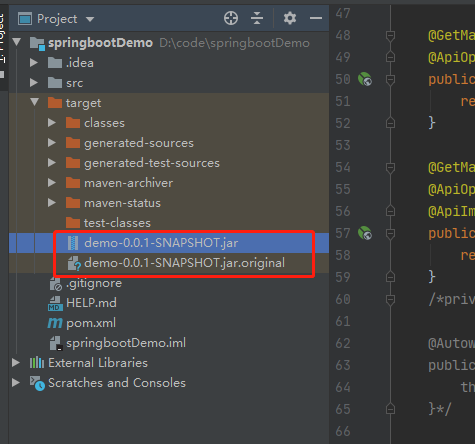 1: Project
Project
springbootDemo D:\code\springbootDemo
.idea
src
target
classes
generated-sources
generated-test-sources
maven-archiver
maven-status
test-classes
demo-0.0.1-SNAPSHOT.jar
demo-0.0.1-SNAPSHOT.jar.original
.gitignore
HELP.md
pom.xml
springbootDemo.iml
External Libraries
Scratches and Consoles
47
48 @GetMa
49 @ApiOp
50 public
51 re
52 }
53
54 @GetMa
55 @ApiOp
56 @ApiIm
57 public
58 re
59 }
60 /*priv
61
62 @Autow
63 public
64 th
65 }*/
66